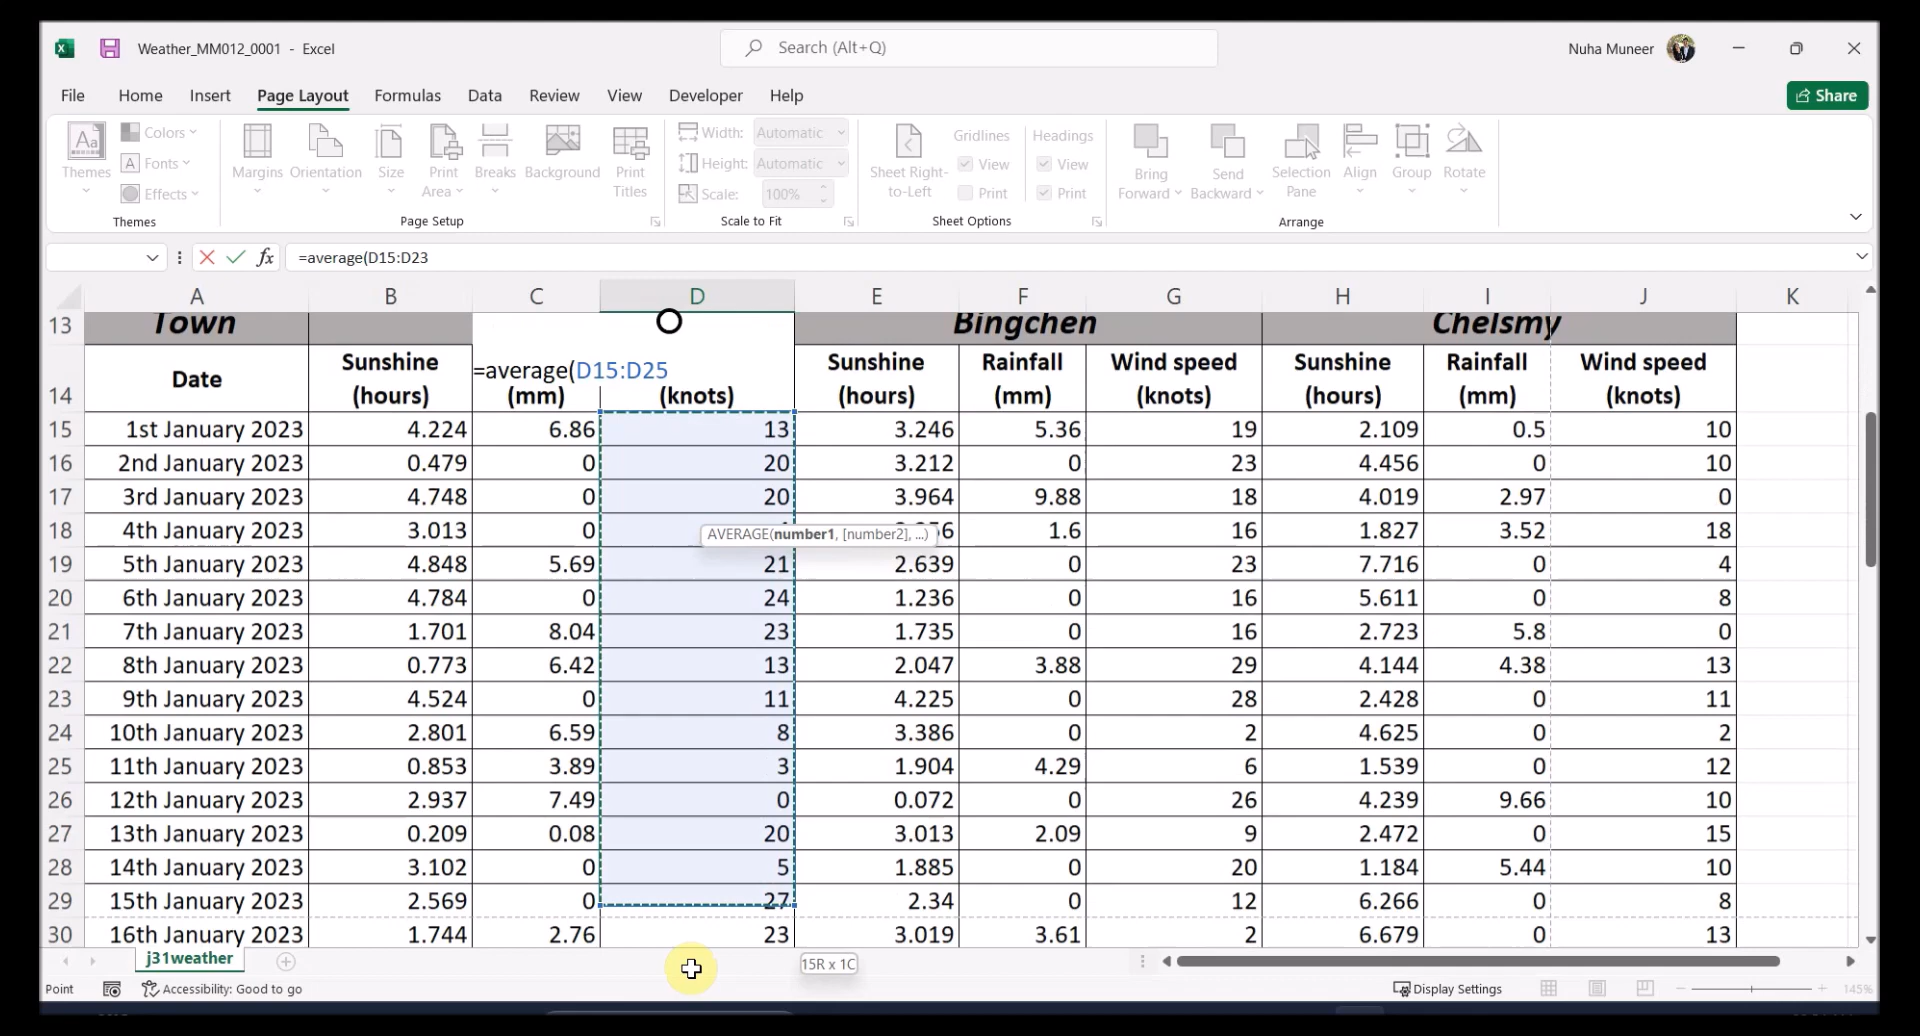 Weather_MM012_0001 - Excel
Search (Alt+Q)
Nuha Muneer
File Home Insert Page Layout Formulas Data Review View Developer Help
Share
Aa
Themes
Colors
A Fonts
Effects
Themes
Margins
Orientation
Size
Print Area
Breaks
Background
Print Titles
Page Setup
Width: Automatic
Height: Automatic
Scale: 100%
Scale to Fit
Sheet Right-to-Left
Gridlines
View
Print
Headings
View
Print
Sheet Options
Bring Forward
Send Backward
Selection Pane
Align
Group
Rotate
Arrange
fx =average(D15:D23
A B C D E F G H I J K
13 Town Bingchen Chelsmy
=average(D15:D25
14 Date Sunshine (hours) (mm) (knots) Sunshine (hours) Rainfall (mm) Wind speed (knots) Sunshine (hours) Rainfall (mm) Wind speed (knots)
15 1st January 2023 4.224 6.86 13 3.246 5.36 19 2.109 0.5 10
16 2nd January 2023 0.479 0 20 3.212 0 23 4.456 0 10
17 3rd January 2023 4.748 0 20 3.964 9.88 18 4.019 2.97 0
18 4th January 2023 3.013 0 1.6 16 1.827 3.52 18
AVERAGE(number1, [number2], ...)
19 5th January 2023 4.848 5.69 21 2.639 0 23 7.716 0 4
20 6th January 2023 4.784 0 24 1.236 0 16 5.611 0 8
21 7th January 2023 1.701 8.04 23 1.735 0 16 2.723 5.8 0
22 8th January 2023 0.773 6.42 13 2.047 3.88 29 4.144 4.38 13
23 9th January 2023 4.524 0 11 4.225 0 28 2.428 0 11
24 10th January 2023 2.801 6.59 8 3.386 0 2 4.625 0 2
25 11th January 2023 0.853 3.89 3 1.904 4.29 6 1.539 0 12
26 12th January 2023 2.937 7.49 0 0.072 0 26 4.239 9.66 10
27 13th January 2023 0.209 0.08 20 3.013 2.09 9 2.472 0 15
28 14th January 2023 3.102 0 5 1.885 0 20 1.184 5.44 10
29 15th January 2023 2.569 0 27 2.34 0 12 6.266 0 8
30 16th January 2023 1.744 2.76 23 3.019 3.61 2 6.679 0 13
j31weather
15R x 1C
Point Accessibility: Good to go Display Settings 145%